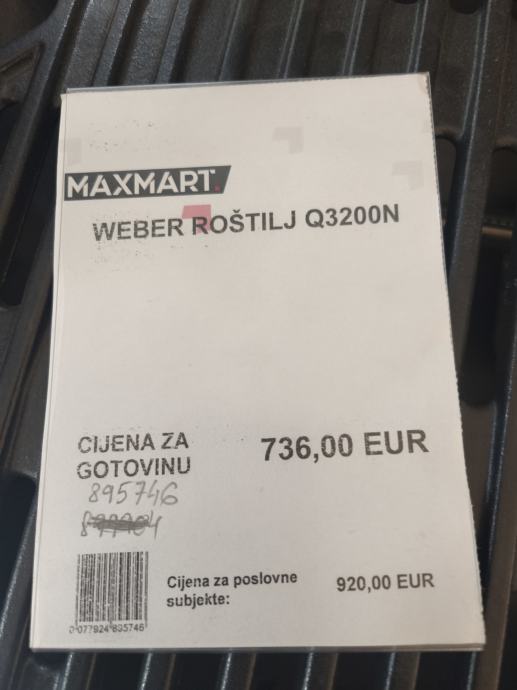 MAXMART.
WEBER ROŠTILJ Q3200N
CIJENA ZA
GOTOVINU
736,00 EUR
895746
Cijena za poslovne
subjekte:
920,00 EUR
0 077924 895746